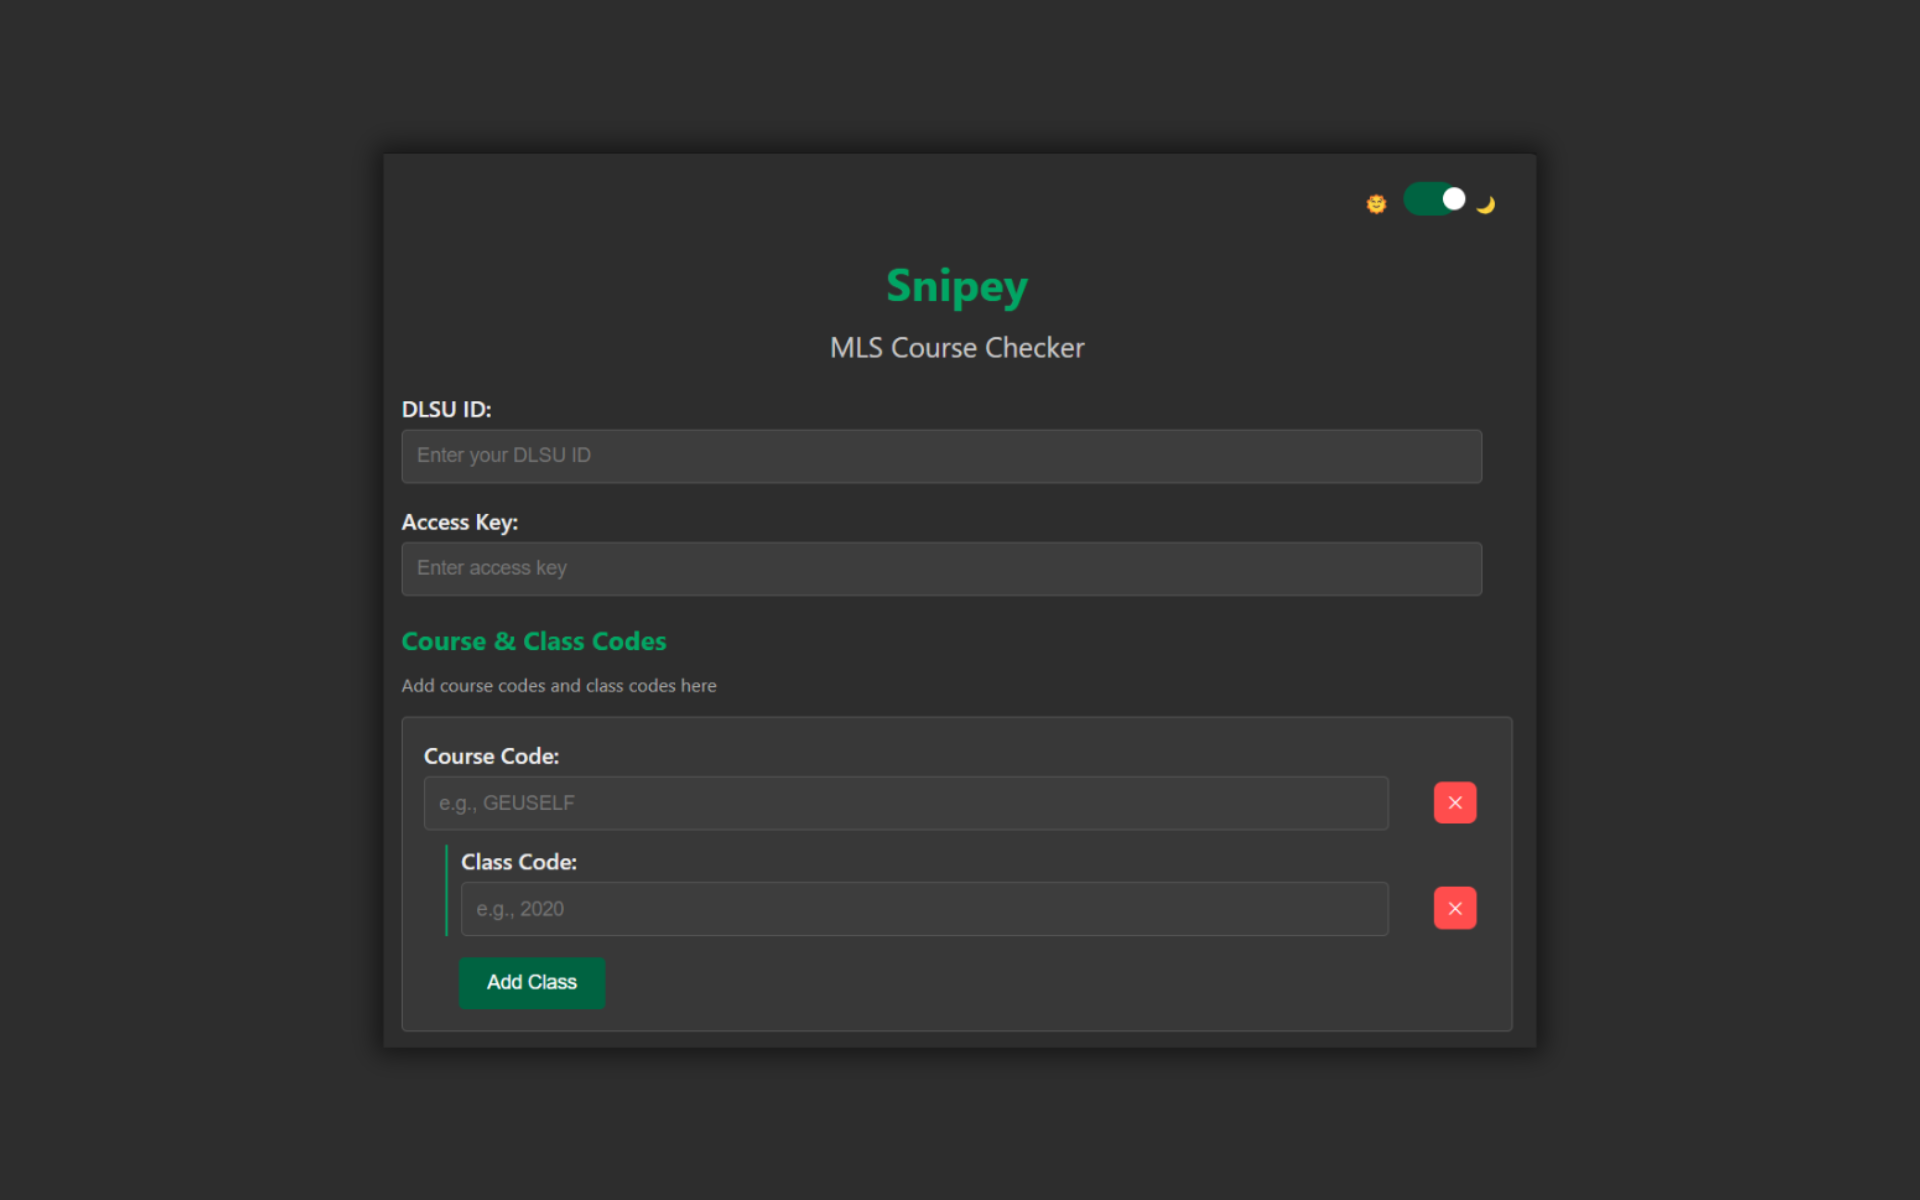 Snipey
MLS Course Checker
DLSU ID:
Enter your DLSU ID
Access Key:
Enter access key
Course & Class Codes
Add course codes and class codes here
Course Code:
e.g., GEUSELF
Class Code:
e.g., 2020
Add Class